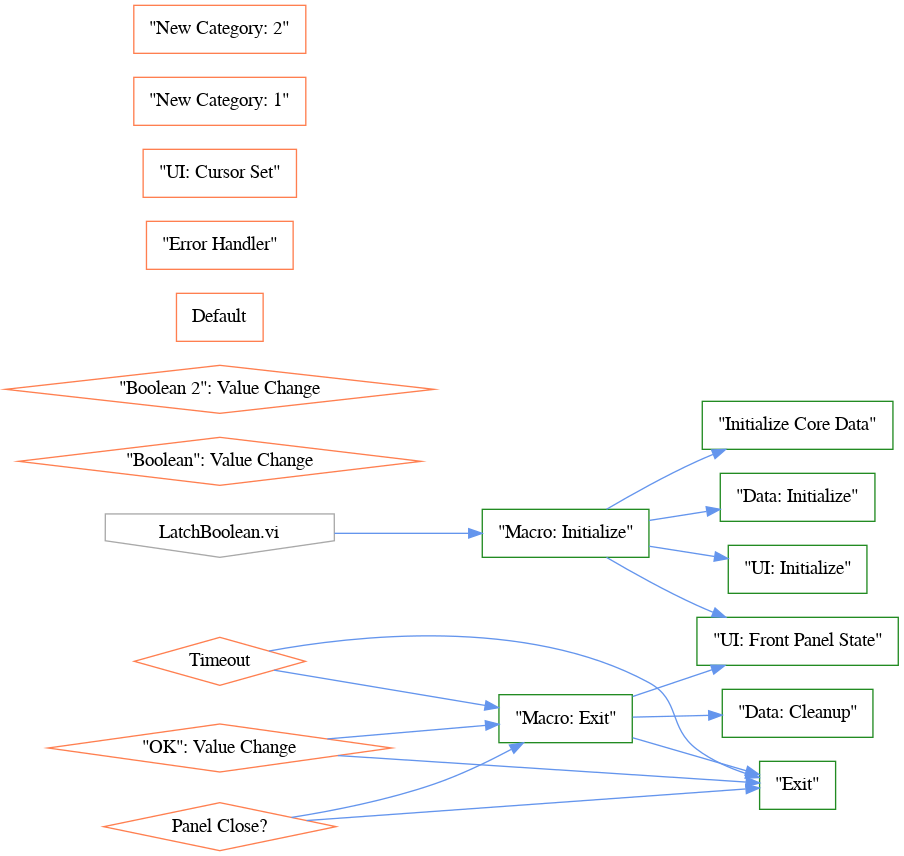 "New Category: 2"
"New Category: 1"
"UI: Cursor Set"
"Error Handler"
Default
"Boolean 2": Value Change
"Boolean": Value Change
LatchBoolean.vi
Timeout
"OK": Value Change
Panel Close?
"Macro: Initialize"
"Macro: Exit"
"Initialize Core Data"
"Data: Initialize"
"UI: Initialize"
"UI: Front Panel State"
"Data: Cleanup"
"Exit"